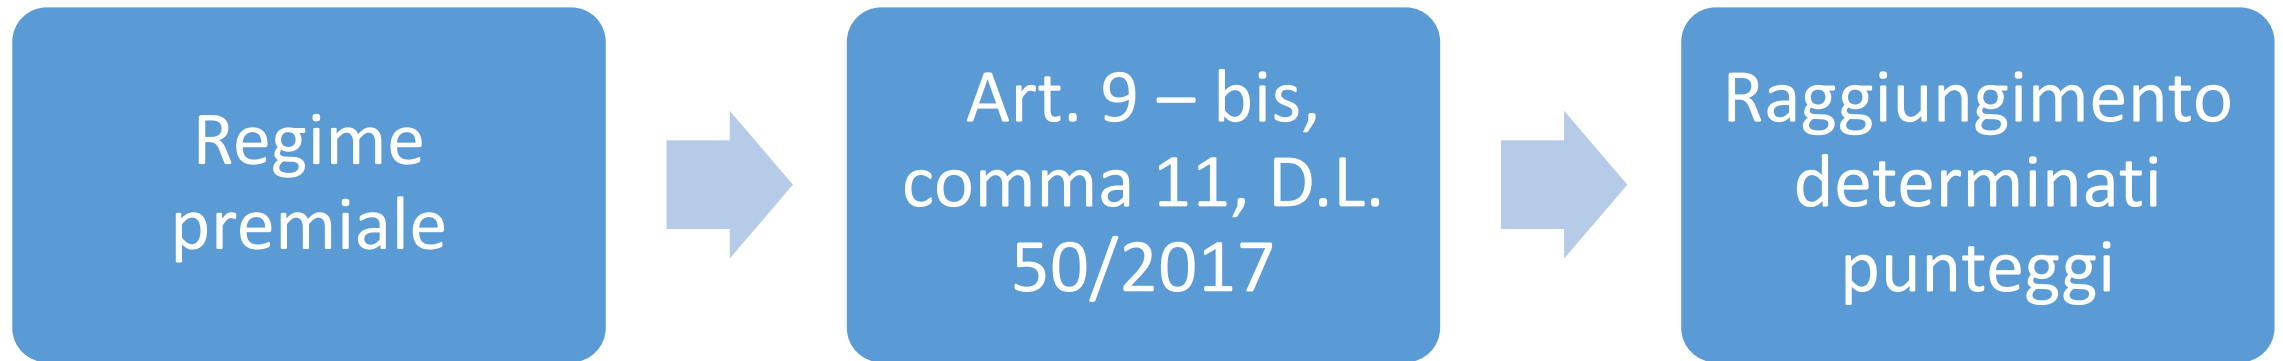 Regime
premiale
Art. 9 – bis,
comma 11, D.L.
50/2017
Raggiungimento
determinati
punteggi